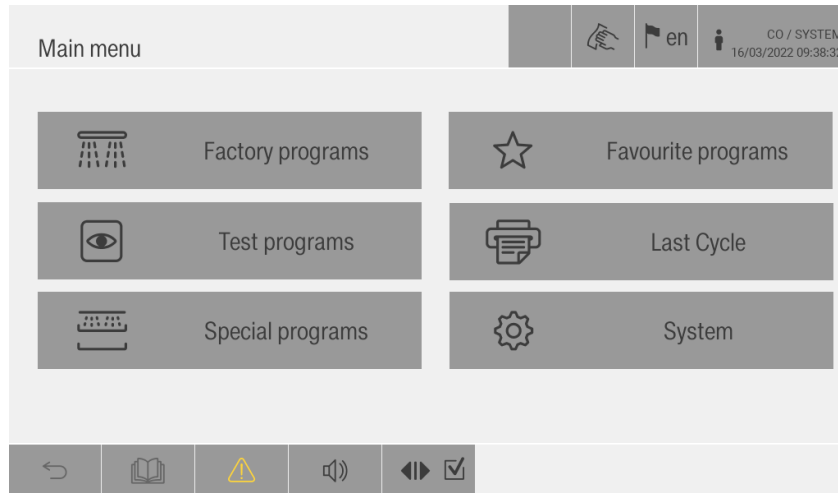 Main menu
en
CO / SYSTEM
16/03/2022 09:38:32
Factory programs
Favourite programs
Test programs
Last Cycle
Special programs
System